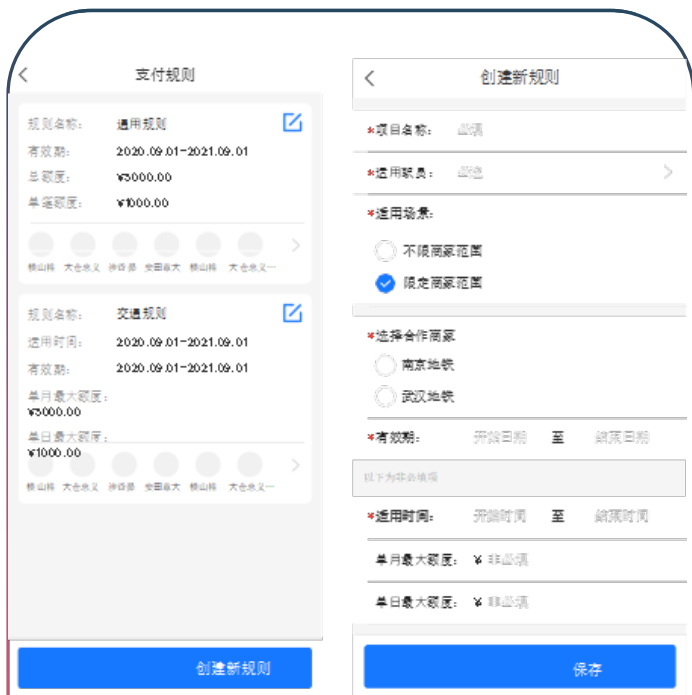 支付规则
规则名称： 通用规则
有效期： 2020.09.01-2021.09.01
总额度： ¥5000.00
单笔额度： ¥1000.00
规则名称： 交通规则
适用时间： 2020.09.01-2021.09.01
有效期： 2020.09.01-2021.09.01
单月最大额度：
¥5000.00
单日最大额度：
¥1000.00
创建新规则
创建新规则
*项目名称： 必填
*适用职员： 必选
*适用场景：
不限商家范围
限定商家范围
*选择合作商家
南京地铁
武汉地铁
*有效期： 开始日期 至 结束日期
以下为非必填项
*适用时间： 开始时间 至 结束时间
单月最大额度： ¥ 非必填
单日最大额度： ¥ 非必填
保存